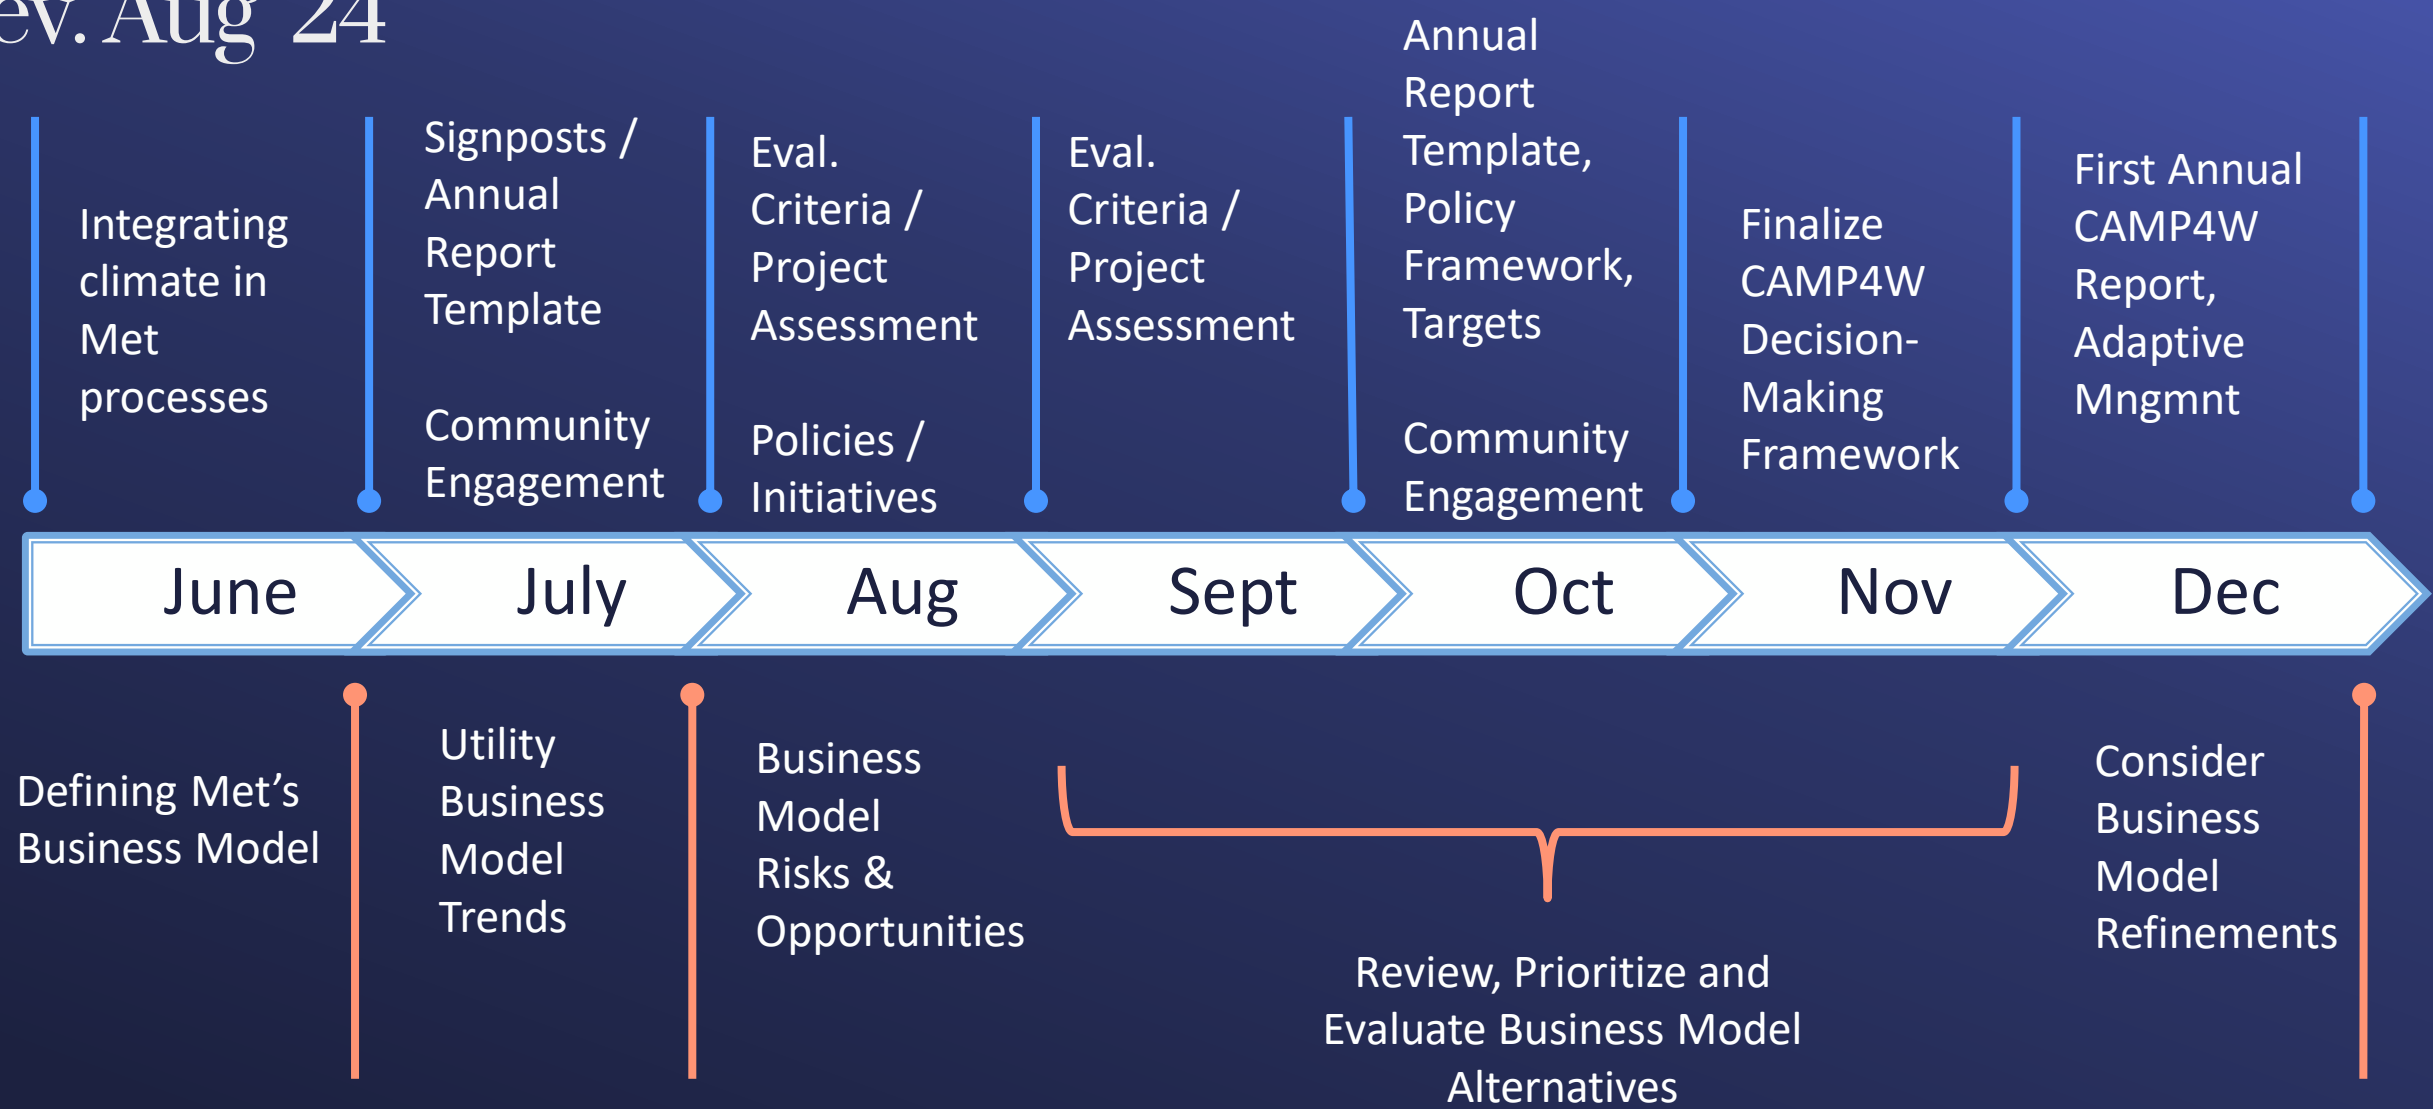 ev. Aug 24
Integrating
climate in
Met
processes
Signposts /
Annual
Report
Template
Community
Engagement
Eval.
Criteria /
Project
Assessment
Policies /
Initiatives
Eval.
Criteria /
Project
Assessment
Annual
Report
Template,
Policy
Framework,
Targets
Community
Engagement
Finalize
CAMP4W
Decision-
Making
Framework
First Annual
CAMP4W
Report,
Adaptive
Mngmnt
June
July
Aug
Sept
Oct
Nov
Dec
Defining Met’s
Business Model
Utility
Business
Model
Trends
Business
Model
Risks &
Opportunities
Review, Prioritize and
Evaluate Business Model
Alternatives
Consider
Business
Model
Refinements